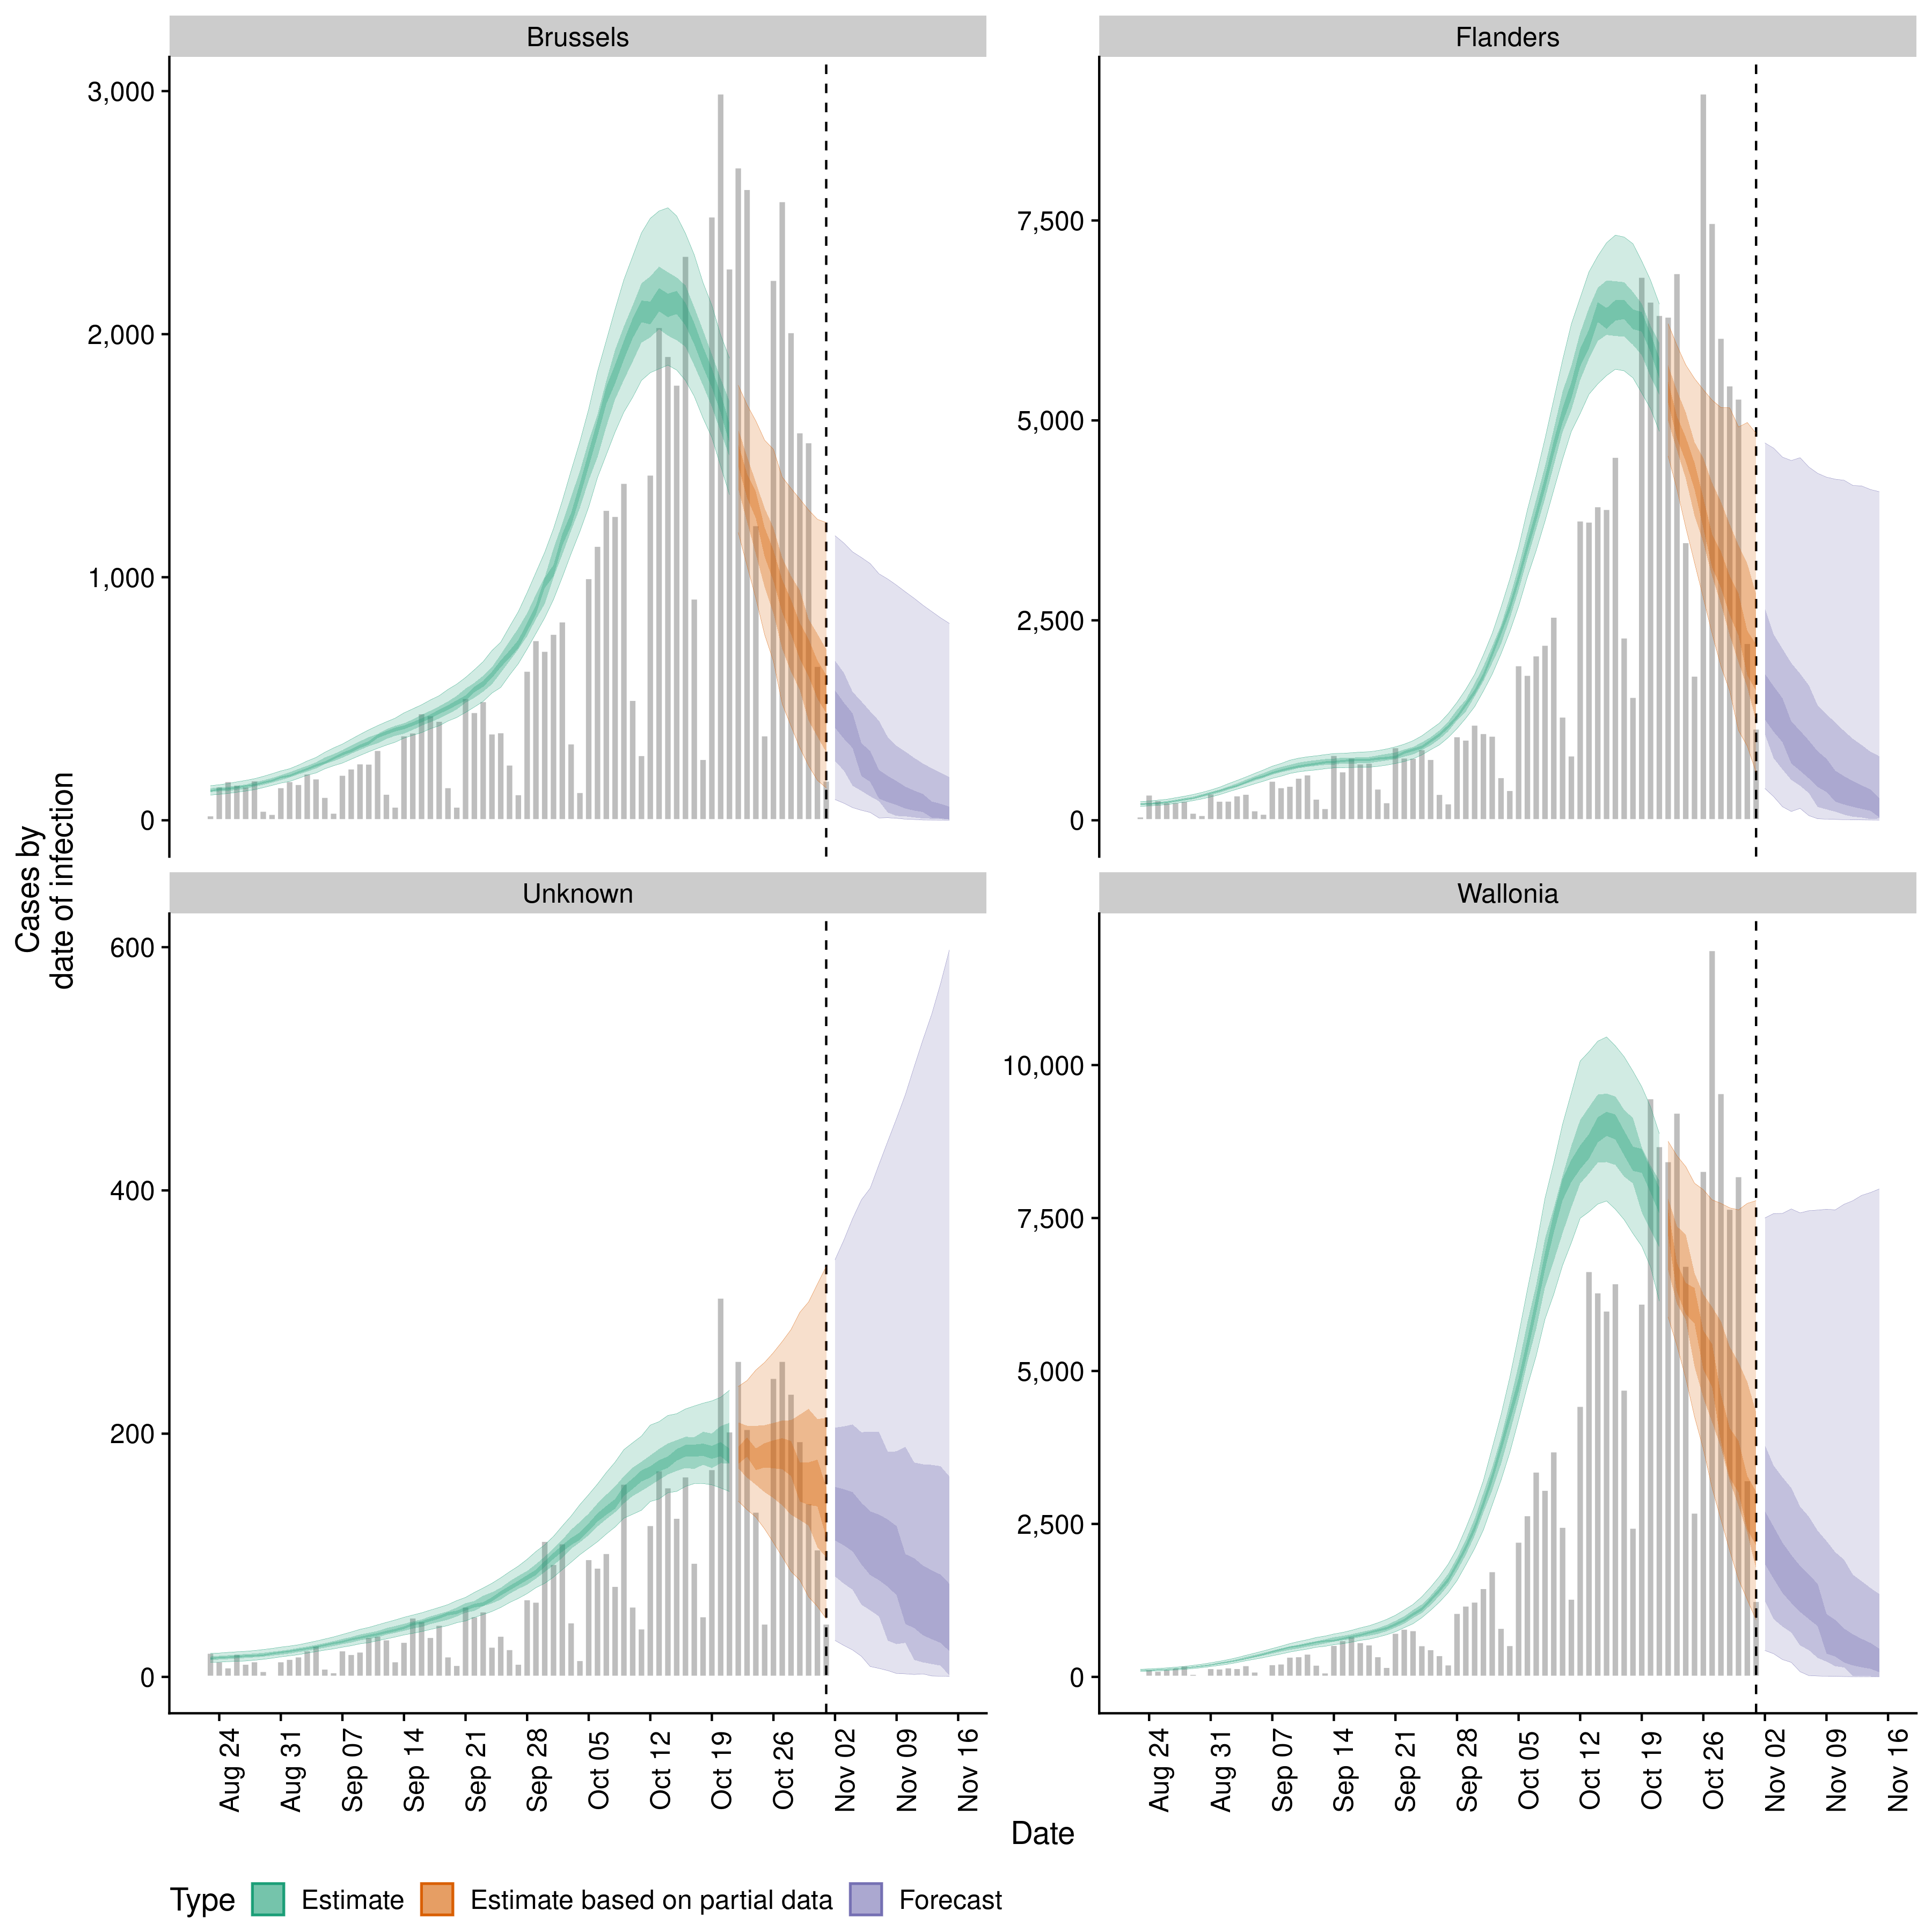 Brussels
Flanders
3,000
2,000
1,000
0
7,500
5,000
2,500
0
Cases by
date of infection
Unknown
Wallonia
600
400
200
0
10,000
7,500
5,000
2,500
0
Aug 24
Aug 31
Sep 07
Sep 14
Sep 21
Sep 28
Oct 05
Oct 12
Oct 19
Oct 26
Nov 02
Nov 09
Nov 16
Aug 24
Aug 31
Sep 07
Sep 14
Sep 21
Sep 28
Oct 05
Oct 12
Oct 19
Oct 26
Nov 02
Nov 09
Nov 16
Date
Type Estimate Estimate based on partial data Forecast